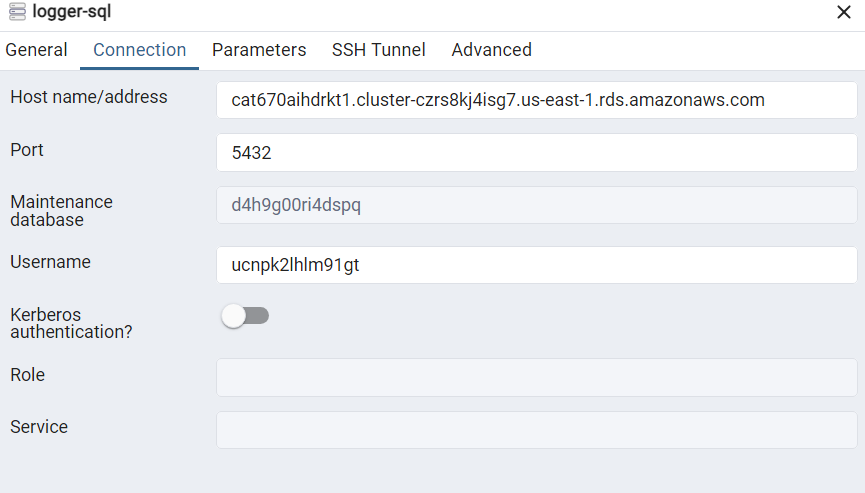 logger-sql
General Connection Parameters SSH Tunnel Advanced
Host name/address cat670aihdrkt1.cluster-czrs8kj4isg7.us-east-1.rds.amazonaws.com
Port 5432
Maintenance
database d4h9g00ri4dspq
Username ucnpk2lhlm91gt
Kerberos
authentication?
Role
Service